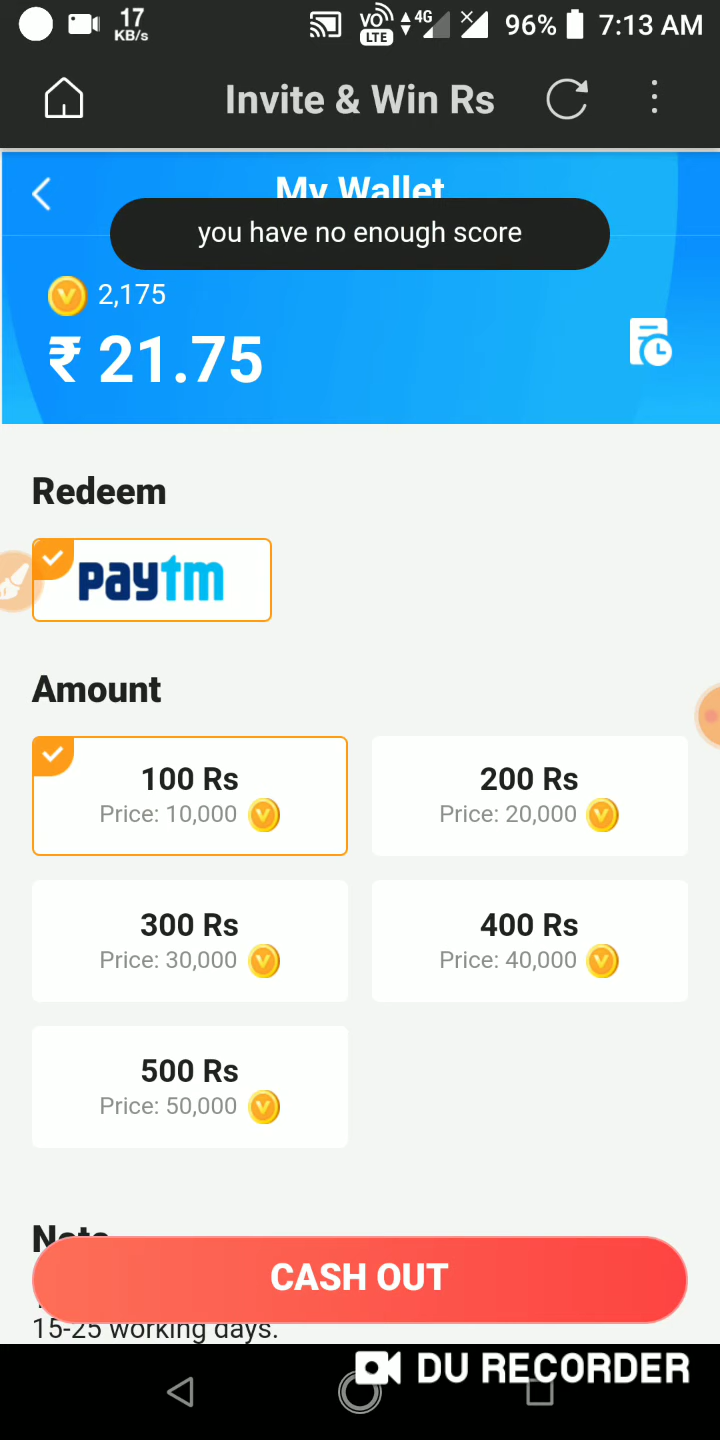 17
KB/s
VO
LTE
4G
96%
7:13 AM
Invite & Win Rs
My Wallet
you have no enough score
2,175
₹ 21.75
Redeem
paytm
Amount
100 Rs
Price: 10,000
200 Rs
Price: 20,000
300 Rs
Price: 30,000
400 Rs
Price: 40,000
500 Rs
Price: 50,000
Note
CASH OUT
15-25 working days.
DU RECORDER